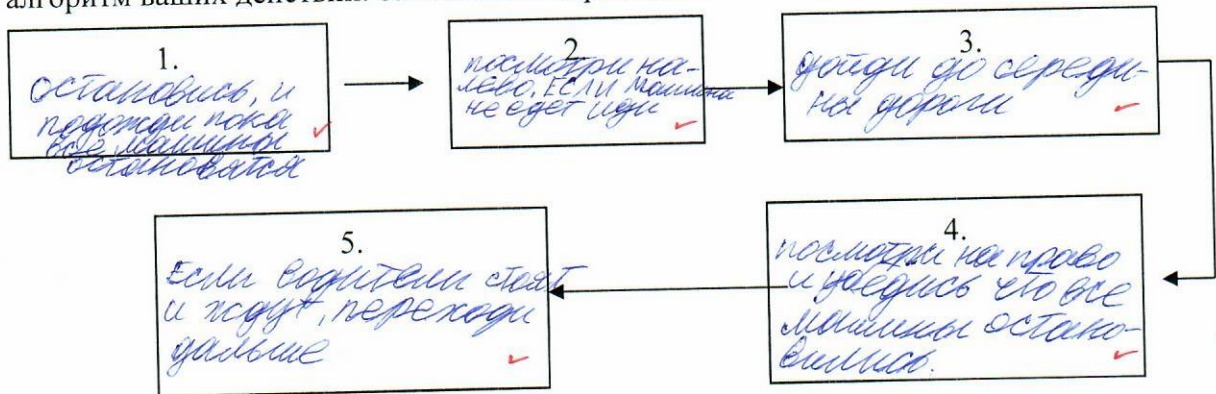 алгоритм ваших действий.
1.
остановись, и
подожди пока
все машины
остановятся
2
посмотри на-
лево, Если машина
не едет иди
3.
дойди до середи-
ны дороги
4.
посмотри на право
и убедись что все
машины остано-
вились.
5.
Если водители стоят
и ждут, переходи
дальше